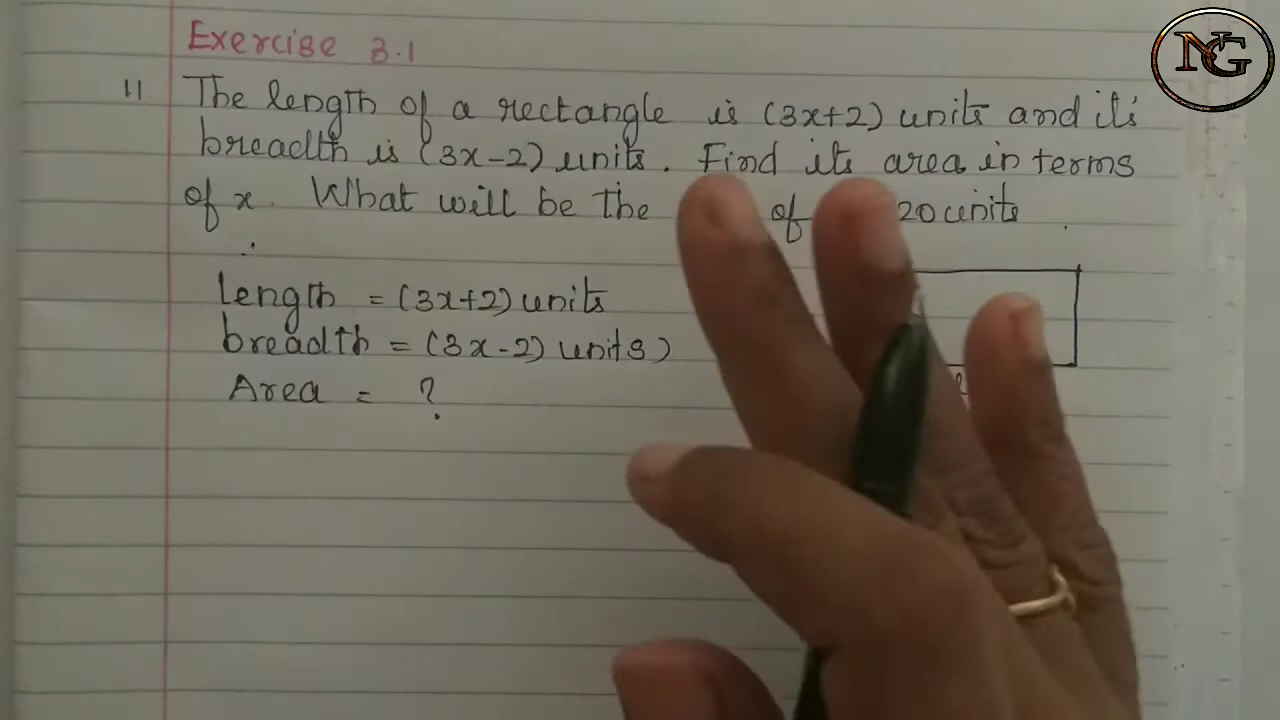 NG
Exercise 3.1
11 The length of a rectangle is (3x+2) units and its
breadth is (3x-2) units. Find its area in terms
of x. What will be the of 20 units
Length = (3x+2) units
breadth = (3x-2) units)
Area = ?